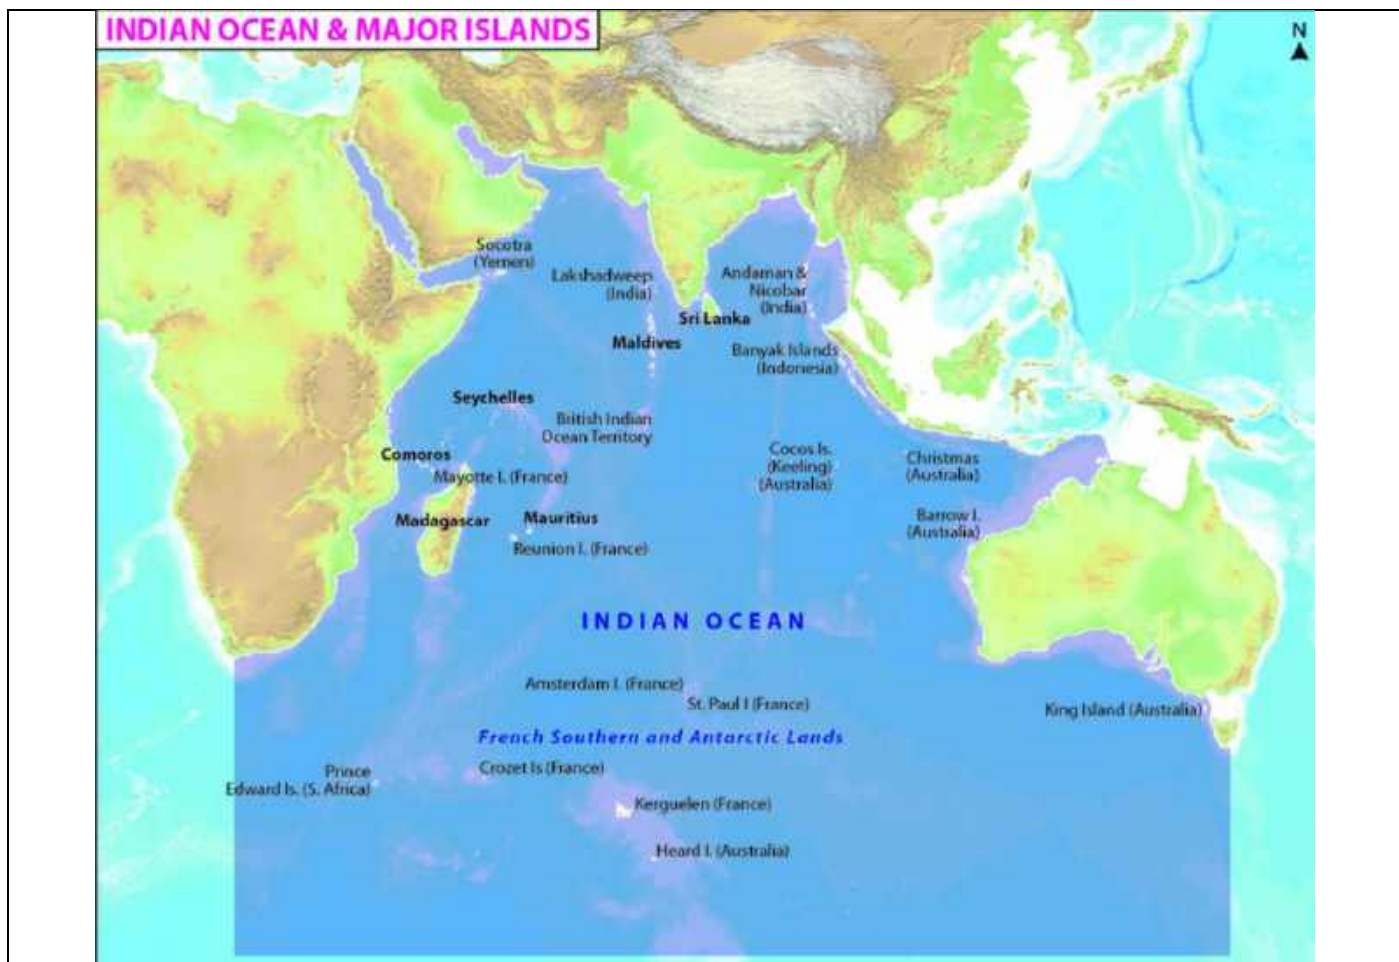 INDIAN OCEAN & MAJOR ISLANDS
N
Socotra
(Yemen)
Lakshadweep
(India)
Andaman &
Nicobar
(India)
Sri Lanka
Maldives
Banyak Islands
(Indonesia)
Seychelles
British Indian
Ocean Territory
Comoros
Mayotte I. (France)
Cocos Is.
(Keeling)
(Australia)
Christmas
(Australia)
Madagascar
Mauritius
Reunion I. (France)
Barrow I.
(Australia)
INDIAN OCEAN
Amsterdam I. (France)
St. Paul I (France)
King Island (Australia)
French Southern and Antarctic Lands
Prince
Edward Is. (S. Africa)
Crozet Is (France)
Kerguelen (France)
Heard I. (Australia)